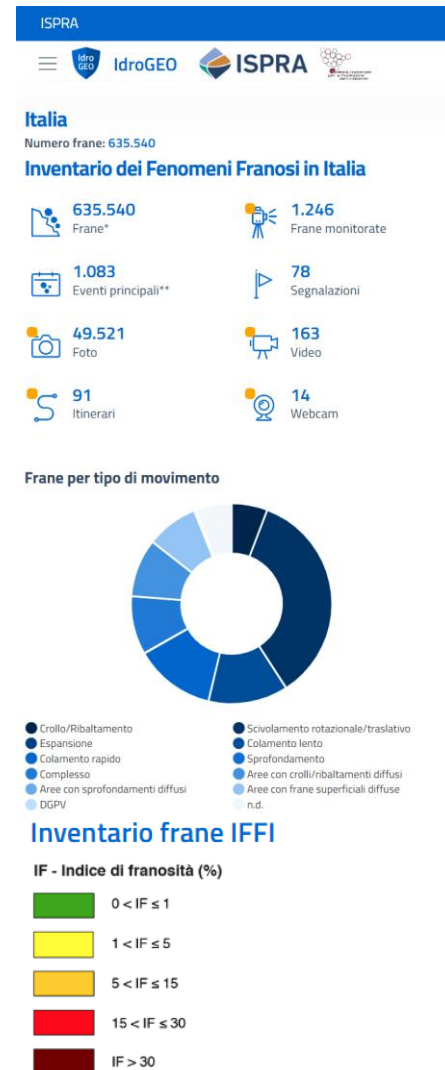 ISPRA
Idro
GEO
IdroGEO
ISPRA
Italia
Numero frane: 635.540
Inventario dei Fenomeni Franosi in Italia
635.540
Frane*
1.246
Frane monitorate
1.083
Eventi principali**
78
Segnalazioni
49.521
Foto
163
Video
91
Itinerari
14
Webcam
Frane per tipo di movimento
Crollo/Ribaltamento
Scivolamento rotazionale/traslativo
Espansione
Colamento lento
Colamento rapido
Sprofondamento
Complesso
Aree con crolli/ribaltamenti diffusi
Aree con sprofondamenti diffusi
Aree con frane superficiali diffuse
DGPV
n.d.
Inventario frane IFFI
IF - Indice di franosità (%)
0 < IF ≤ 1
1 < IF ≤ 5
5 < IF ≤ 15
15 < IF ≤ 30
IF > 30